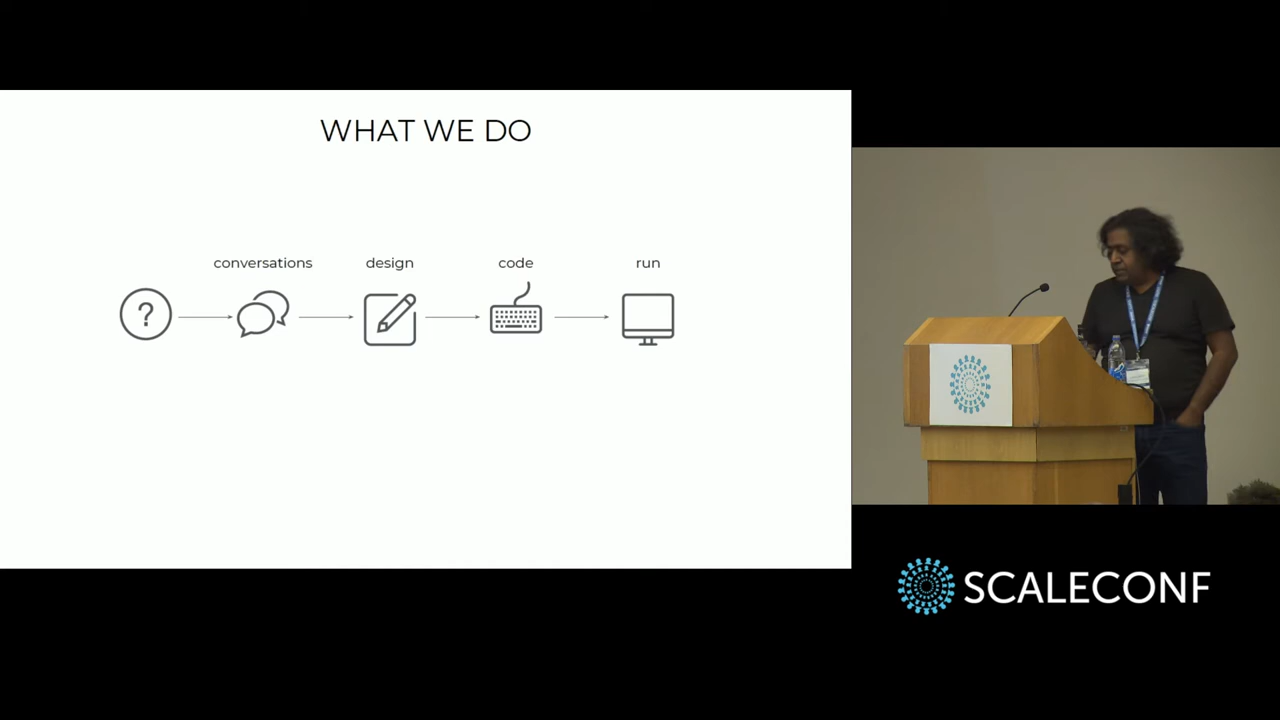 WHAT WE DO
conversations
design
code
run
?
SCALECONF